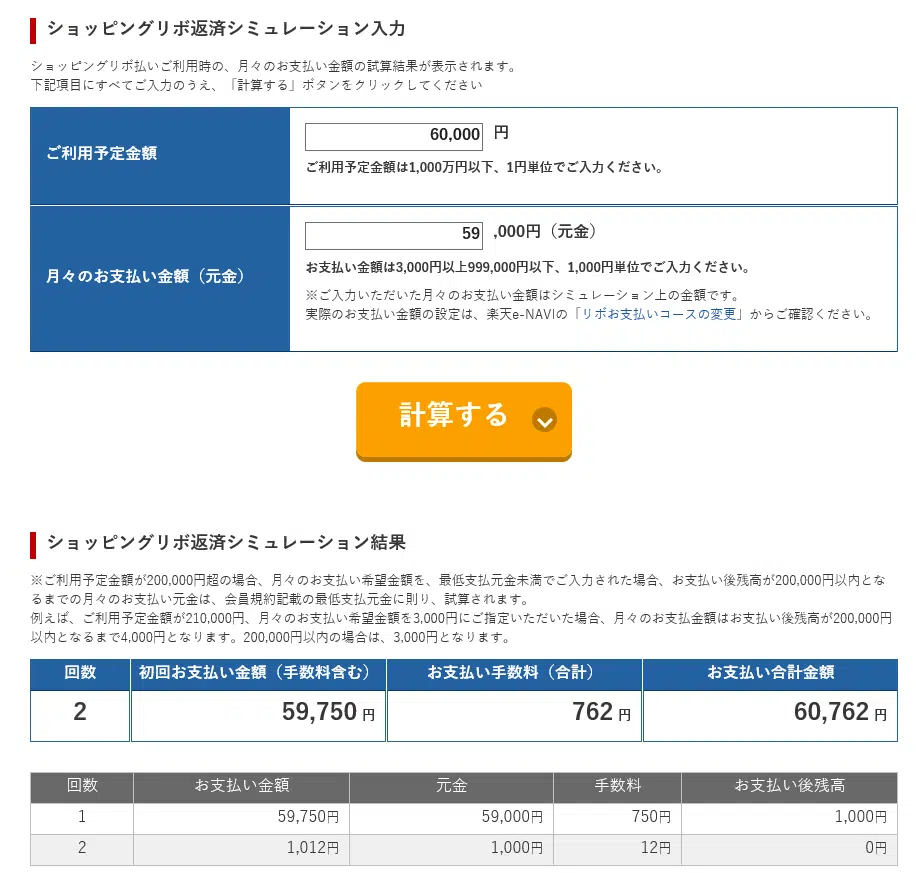 ショッピングリボ返済シミュレーション入力
ショッピングリボ払いご利用時の、月々のお支払い金額の試算結果が表示されます。
下記項目にすべてご入力のうえ、「計算する」ボタンをクリックしてください
ご利用予定金額
60,000 円
ご利用予定金額は1,000万円以下、1円単位でご入力ください。
月々のお支払い金額（元金）
59 ,000円（元金）
お支払い金額は3,000円以上999,000円以下、1,000円単位でご入力ください。
※ご入力いただいた月々のお支払い金額はシミュレーション上の金額です。
実際のお支払い金額の設定は、楽天e-NAVIの「リボお支払いコースの変更」からご確認ください。
計算する
ショッピングリボ返済シミュレーション結果
※ご利用予定金額が200,000円超の場合、月々のお支払い希望金額を、最低支払元金未満でご入力された場合、お支払い後残高が200,000円以内とな
るまでの月々のお支払い元金は、会員規約記載の最低支払元金に則り、試算されます。
例えば、ご利用予定金額が210,000円、月々のお支払い希望金額を3,000円にご指定いただいた場合、月々のお支払金額はお支払い後残高が200,000円
以内となるまで4,000円となります。200,000円以内の場合は、3,000円となります。
回数 初回お支払い金額（手数料含む） お支払い手数料（合計） お支払い合計金額
2 59,750 円 762 円 60,762 円
回数 お支払い金額 元金 手数料 お支払い後残高
1 59,750円 59,000円 750円 1,000円
2 1,012円 1,000円 12円 0円